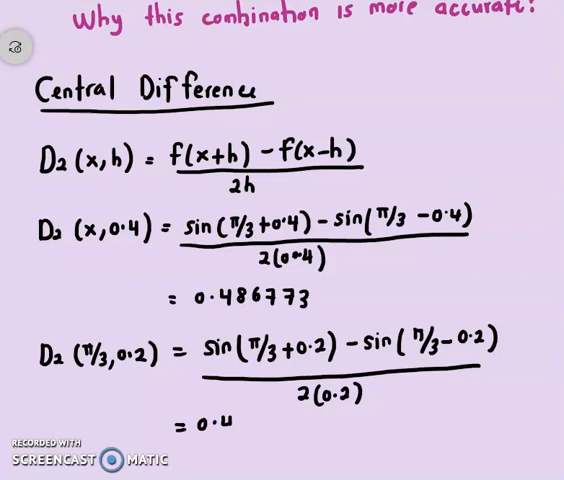 Why this combination is more accurate?
Central Difference
D₂ (x, h) = f(x+h) - f(x-h) / 2h
D₂ (x, 0.4) = sin(π/3 + 0.4) - sin(π/3 - 0.4) / 2(0.4)
= 0.486773
D₂ (π/3, 0.2) = sin(π/3 + 0.2) - sin(π/3 - 0.2) / 2(0.2)
= 0.4
RECORDED WITH
SCREENCAST MATIC